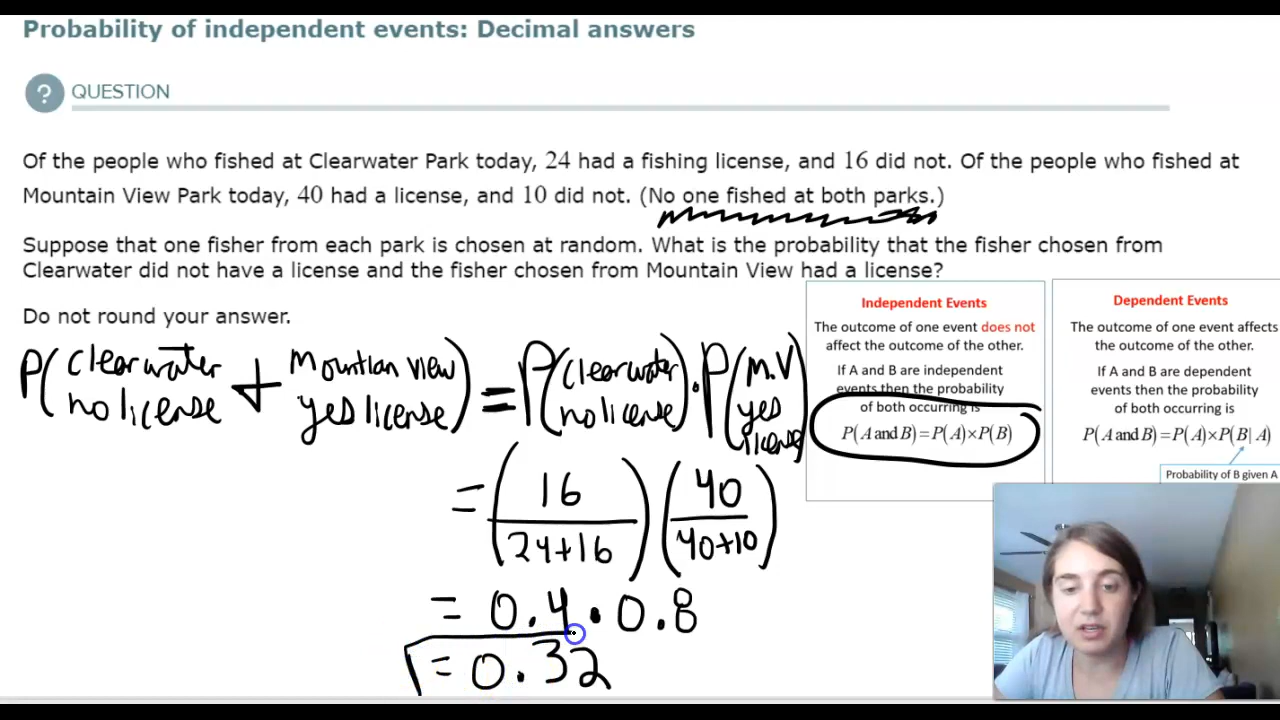 Probability of independent events: Decimal answers
? QUESTION
Of the people who fished at Clearwater Park today, 24 had a fishing license, and 16 did not. Of the people who fished at
Mountain View Park today, 40 had a license, and 10 did not. (No one fished at both parks.)
Suppose that one fisher from each park is chosen at random. What is the probability that the fisher chosen from
Clearwater did not have a license and the fisher chosen from Mountain View had a license?
Do not round your answer.
Independent Events
The outcome of one event does not
affect the outcome of the other.
If A and B are independent
events then the probability
of both occurring is
P(A and B)=P(A)×P(B)
Dependent Events
The outcome of one event affects
the outcome of the other.
If A and B are dependent
events then the probability
of both occurring is
P(A and B)=P(A)×P(B|A)
Probability of B given A
P(clearwater no license + Mountian view yes license) = P(clearwater no license) · P(M.V yes license)
= (16/24+16) (40/40+10)
= 0.4 · 0.8
= 0.32